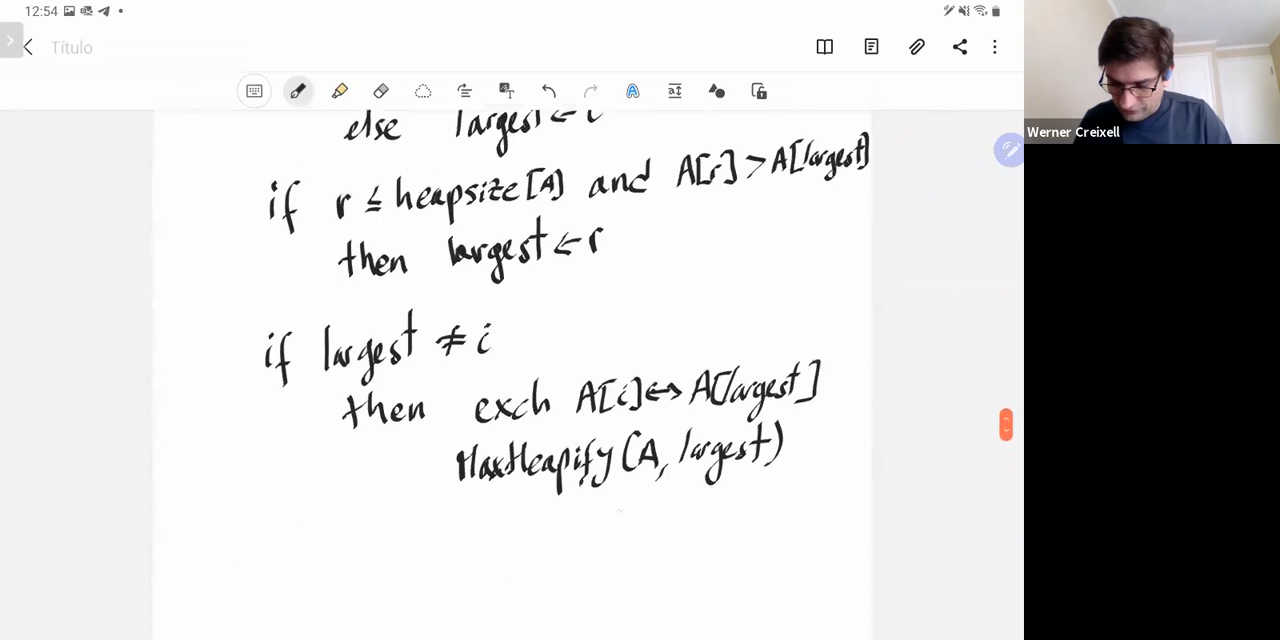 12:54
Título
else largest ← i
if r ≤ heapsize[A] and A[r] > A[largest]
then largest ← r
if largest ≠ i
then exch A[i] ↔ A[largest]
MaxHeapify(A, largest)
Werner Creixell